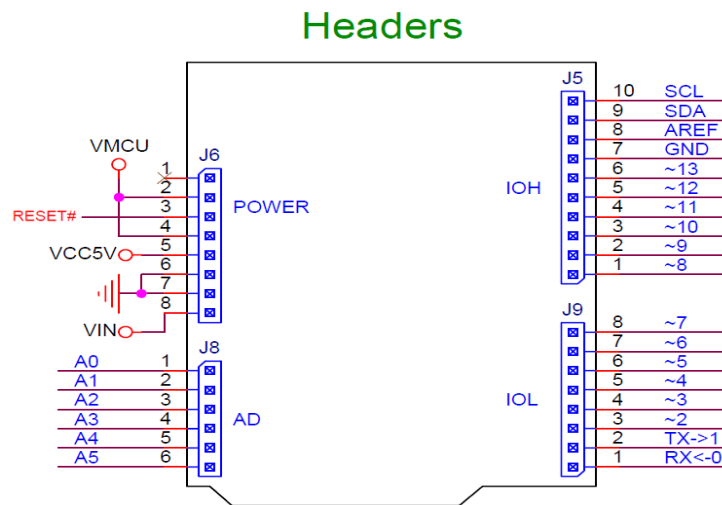 Headers
J5
10 SCL
9 SDA
8 AREF
7 GND
6 ~13
5 ~12
4 ~11
3 ~10
2 ~9
1 ~8
IOH
VMCU
J6
1
2
RESET# 3
4
VCC5V 5
6
7
VIN 8
POWER
J9
8 ~7
7 ~6
6 ~5
5 ~4
4 ~3
3 ~2
2 TX->1
1 RX<-0
IOL
J8
A0 1
A1 2
A2 3
A3 4
A4 5
A5 6
AD